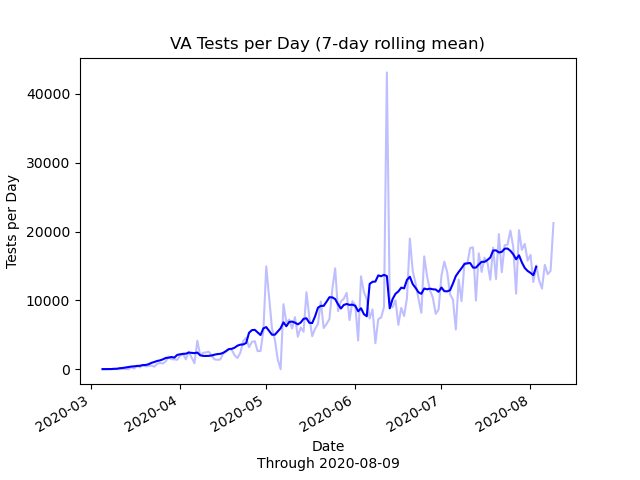 VA Tests per Day (7-day rolling mean)
Tests per Day
40000
30000
20000
10000
0
2020-03
2020-04
2020-05
2020-06
2020-07
2020-08
Date
Through 2020-08-09